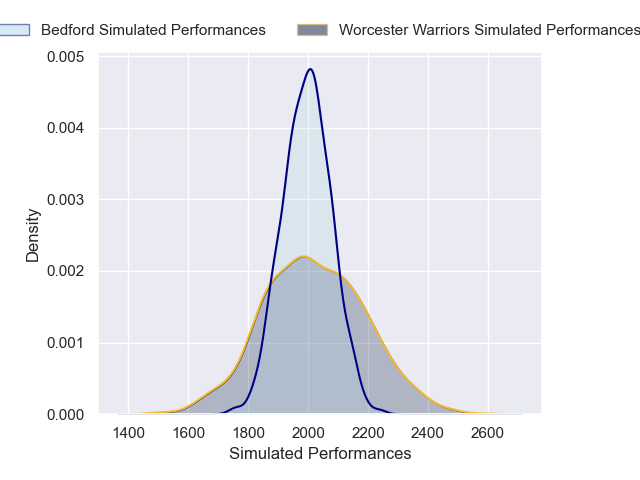 Bedford Simulated Performances
Worcester Warriors Simulated Performances
0.005
0.004
0.003
0.002
0.001
0.000
Density
1400 1600 1800 2000 2200 2400 2600
Simulated Performances